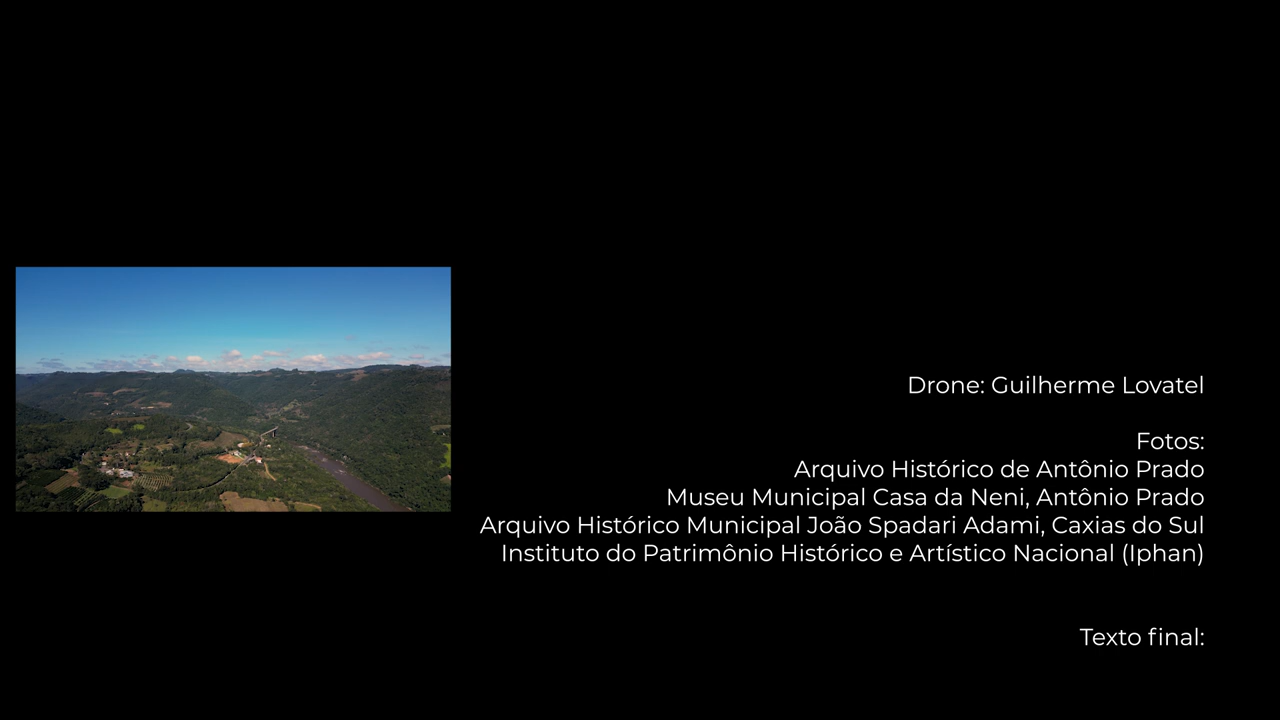 Drone: Guilherme Lovatel
Fotos:
Arquivo Histórico de Antônio Prado
Museu Municipal Casa da Neni, Antônio Prado
Arquivo Histórico Municipal João Spadari Adami, Caxias do Sul
Instituto do Patrimônio Histórico e Artístico Nacional (Iphan)
Texto final: